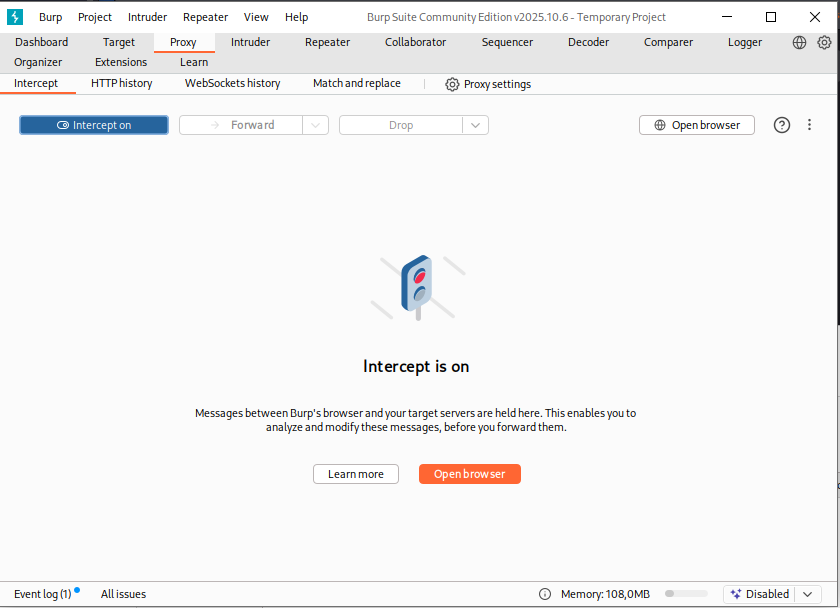 Burp Project Intruder Repeater View Help Burp Suite Community Edition v2025.10.6 - Temporary Project
Dashboard Target Proxy Intruder Repeater Collaborator Sequencer Decoder Comparer Logger
Organizer Extensions Learn
Intercept HTTP history WebSockets history Match and replace Proxy settings
Intercept on Forward Drop Open browser
Intercept is on
Messages between Burp's browser and your target servers are held here. This enables you to
analyze and modify these messages, before you forward them.
Learn more Open browser
Event log (1) All issues Memory: 108,0MB Disabled